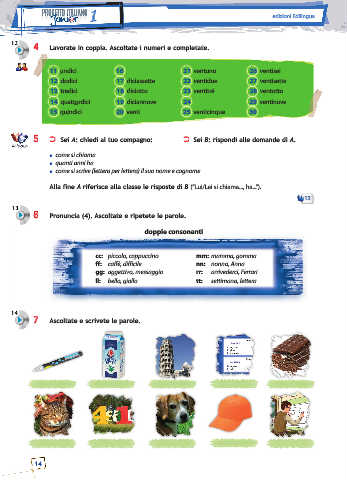 PROGETTO ITALIANO
Junior 1
edizioni Edilingua
12
4 Lavorate in coppia. Ascoltate i numeri e completate.
11 undici
12 dodici
13 tredici
14 quattordici
15 quindici
16
17 diciassette
18 diciotto
19 diciannove
20 venti
21 ventuno
22 ventidue
23 ventitré
24
25 venticinque
26 ventisei
27 ventisette
28 ventotto
29 ventinove
30
5 Sei A: chiedi al tuo compagno:
Sei B: rispondi alle domande di A.
• come si chiama
• quanti anni ha
• come si scrive (lettera per lettera) il suo nome e cognome
Alla fine A riferisce alla classe le risposte di B ("Lui/Lei si chiama..., ha...").
13
6 Pronuncia (4). Ascoltate e ripetete le parole.
doppie consonanti
cc: piccolo, cappuccino
ff: caffè, difficile
gg: aggettivo, messaggio
ll: bello, giallo
mm: mamma, gomma
nn: nonna, Anna
rr: arrivederci, Ferrari
tt: settimana, lettera
14
7 Ascoltate e scrivete le parole.
14